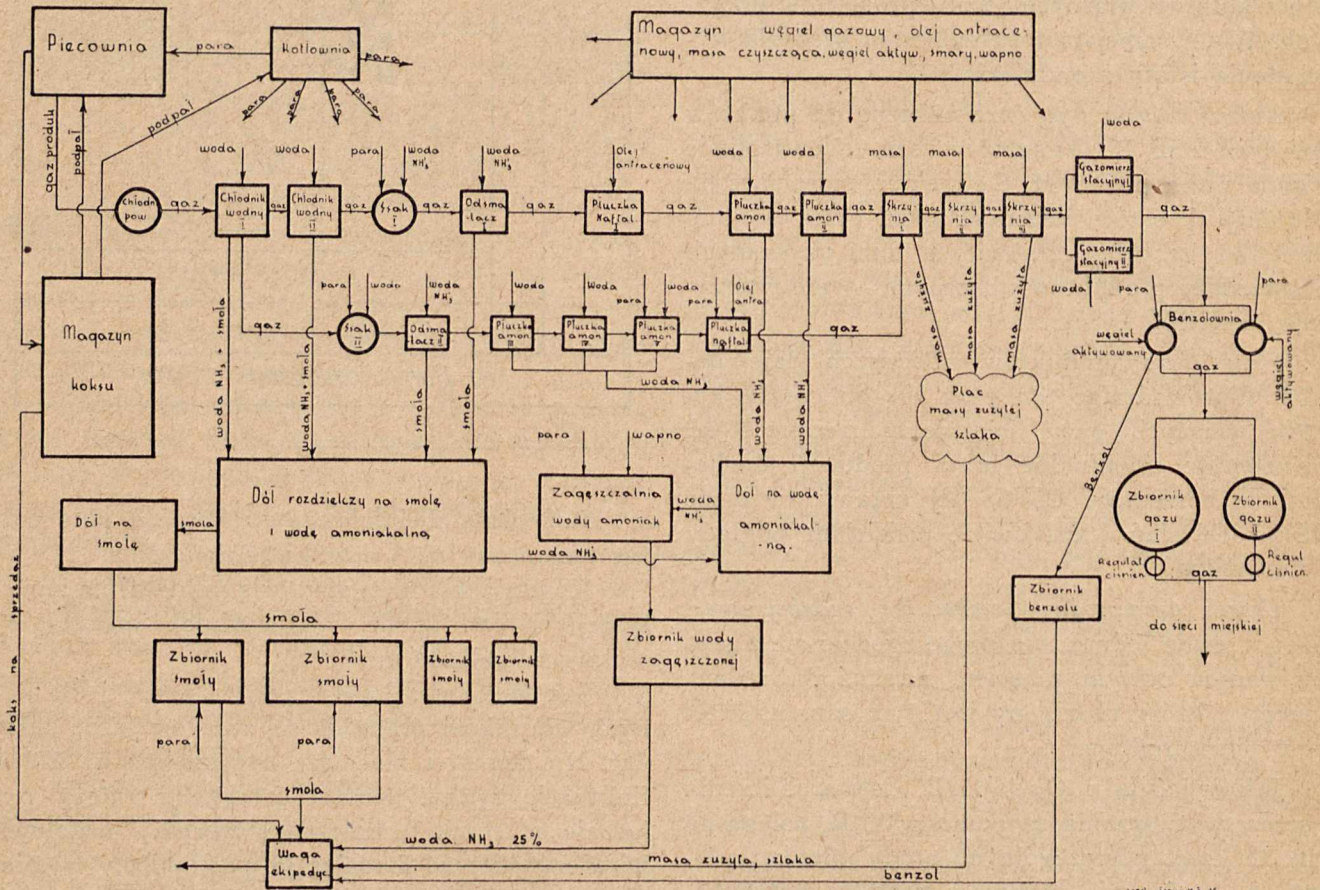 Piecownia
para
Kotłownia
para
para
para
para
para
Magazyn węgiel gazowy, olej antrace-
nowy, masa czyszcząca, węgiel aktyw., smary, wapno
gaz produk
podpał
podpał
woda
woda
para
woda NH₃
woda NH₃
Olej antraceńowy
woda
woda
masa
masa
masa
woda
Chłodn pow
gaz
Chłodnik wodny I
gaz
Chłodnik wodny II
gaz
Ssak I
gaz
Odsma -łacz I
gaz
Płuczka Naftal. I
gaz
Płuczka amon I
gaz
Płuczka amon II
gaz
Skrzy- nia I
gaz
Skrzy- nia II
gaz
Skrzy- nia III
gaz
Gazomierz stacyjny I
Gazomierz stacyjny II
woda
gaz
Magazyn
koksu
gaz
para
woda
Ssak II
woda NH₃
Odsma łacz II
woda
Płuczka amon. III
Woda
Płuczka amon. IV
para
woda
Płuczka amon. V
para
Olej antra
Płuczka naftal.
gaz
masa zużyta
masa zużyta
masa zużyta
para
Benzolownia
para
węgiel aktywowany
węgiel aktywowany
gaz
woda NH₃ + smoła
woda NH₃ + smoła
smoła
smoła
woda NH₃
woda NH₃
woda NH₃
Plac
masy zużytej
szlaka
Benzol
para
wapno
Dół rozdzielczy na smołę
i wodę amoniakalną
Zagęszczalnia
wody amoniak
woda NH₃
Dół na wodę
amoniakal-
ną.
Dół na
smołę
smoła
woda NH₃
Zbiornik
gazu
I
Zbiornik
gazu
II
Regulat ciśnien
gaz
Regul ciśnien.
do sieci miejskiej
Zbiornik
benzolu
smoła
Zbiornik
smoły
Zbiornik
smoły
Zbiornik
smoły
Zbiornik
smoły
Zbiornik wody
zagęszczonej
para
para
koks na sprzedaż
smoła
Waga
ekspedyc
woda NH₃ 25%
masa zużyta, szlaka
benzol